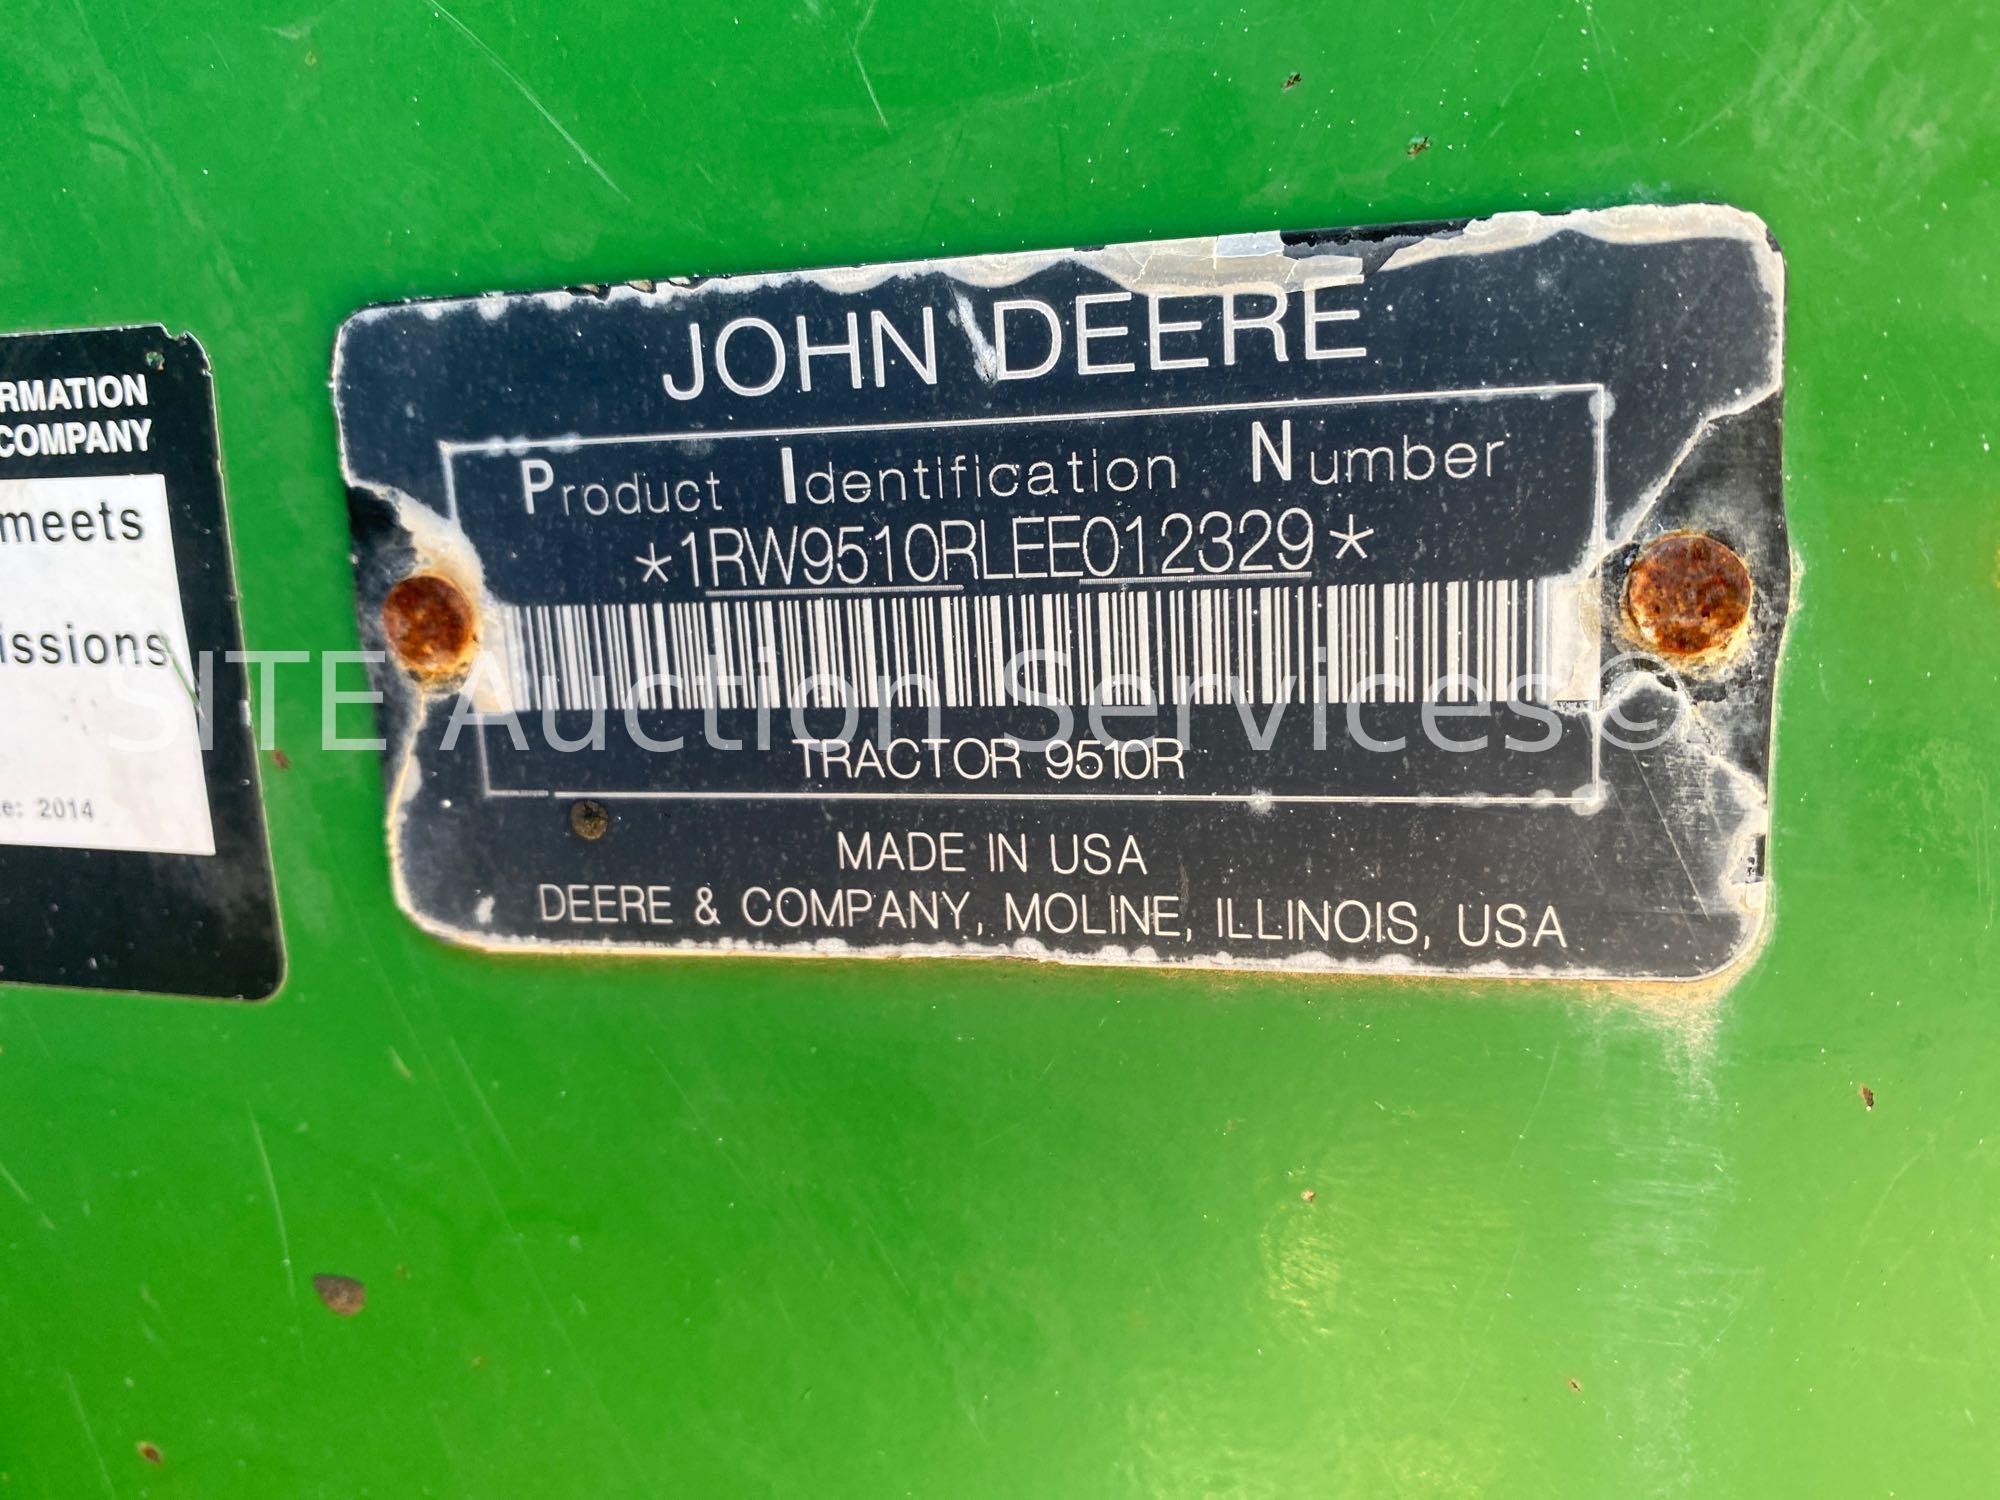 RMATION
COMPANY
meets
issions
e: 2014
JOHN DEERE
Product Identification Number
*1RW9510RLEE012329*
TRACTOR 9510R
MADE IN USA
DEERE & COMPANY, MOLINE, ILLINOIS, USA
SITE Auction Services©